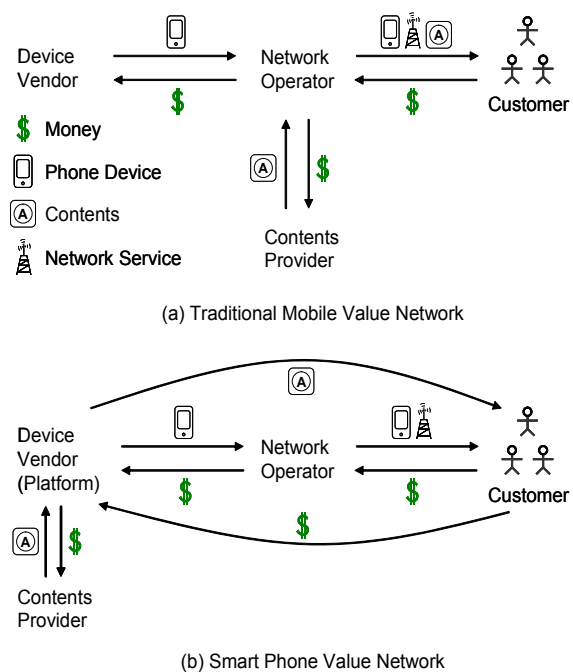 Device
Vendor
Network
Operator
A
Customer
$
$
$ Money
Phone Device
A Contents
Network Service
A
$
Contents
Provider
(a) Traditional Mobile Value Network
A
Device
Vendor
(Platform)
Network
Operator
Customer
$
$
$
A
$
Contents
Provider
(b) Smart Phone Value Network